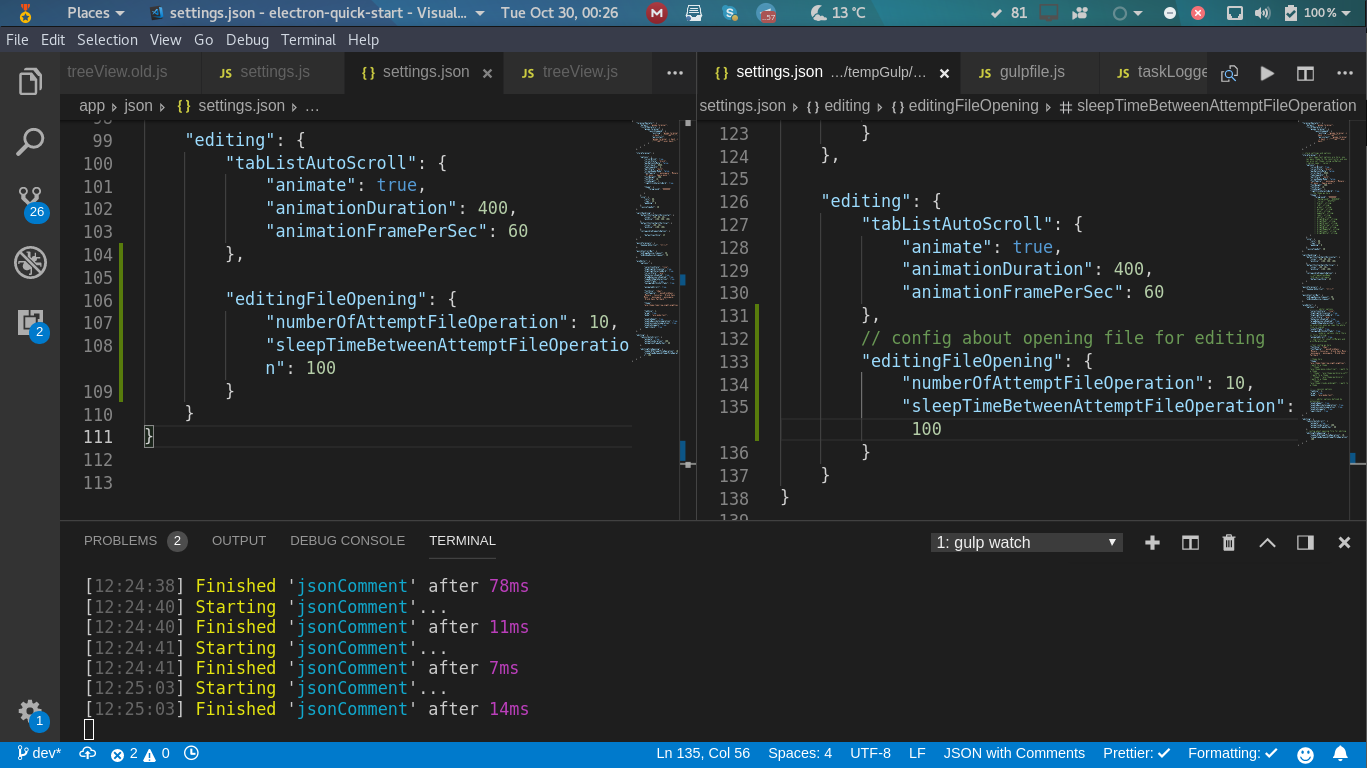 Places settings.json - electron-quick-start - Visual... Tue Oct 30, 00:26 M .57 13 °C 81 100 %
File Edit Selection View Go Debug Terminal Help
treeView.old.js JS settings.js {} settings.json JS treeView.js ...
{} settings.json .../tempGulp/... JS gulpfile.js JS taskLogge ...
app json {} settings.json ...
settings.json {} editing {} editingFileOpening sleepTimeBetweenAttemptFileOperation
98
99 "editing": {
100 "tabListAutoScroll": {
101 "animate": true,
102 "animationDuration": 400,
103 "animationFramePerSec": 60
104 },
105
106 "editingFileOpening": {
107 "numberOfAttemptFileOperation": 10,
108 "sleepTimeBetweenAttemptFileOperatio
n": 100
109 }
110 }
111 }
112
113
123 }
124 },
125
126 "editing": {
127 "tabListAutoScroll": {
128 "animate": true,
129 "animationDuration": 400,
130 "animationFramePerSec": 60
131 },
132 // config about opening file for editing
133 "editingFileOpening": {
134 "numberOfAttemptFileOperation": 10,
135 "sleepTimeBetweenAttemptFileOperation":
100
136 }
137 }
138 }
139
26
2
1
PROBLEMS 2 OUTPUT DEBUG CONSOLE TERMINAL 1: gulp watch
[12:24:38] Finished 'jsonComment' after 78ms
[12:24:40] Starting 'jsonComment'...
[12:24:40] Finished 'jsonComment' after 11ms
[12:24:41] Starting 'jsonComment'...
[12:24:41] Finished 'jsonComment' after 7ms
[12:25:03] Starting 'jsonComment'...
[12:25:03] Finished 'jsonComment' after 14ms
dev* 2 0 Ln 135, Col 56 Spaces: 4 UTF-8 LF JSON with Comments Prettier: ✓ Formatting: ✓